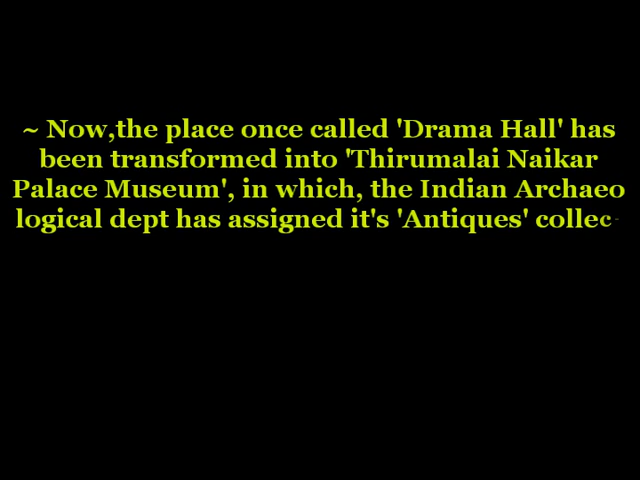 ~ Now,the place once called 'Drama Hall' has
been transformed into 'Thirumalai Naikar
Palace Museum', in which, the Indian Archaeo
logical dept has assigned it's 'Antiques' collec